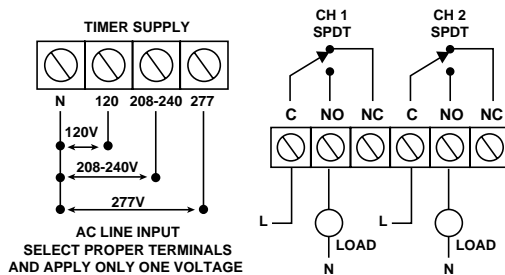 TIMER SUPPLY
N 120 208-240 277
120V
208-240V
277V
AC LINE INPUT
SELECT PROPER TERMINALS
AND APPLY ONLY ONE VOLTAGE
CH 1 CH 2
SPDT SPDT
C NO NC C NO NC
L L
LOAD LOAD
N N